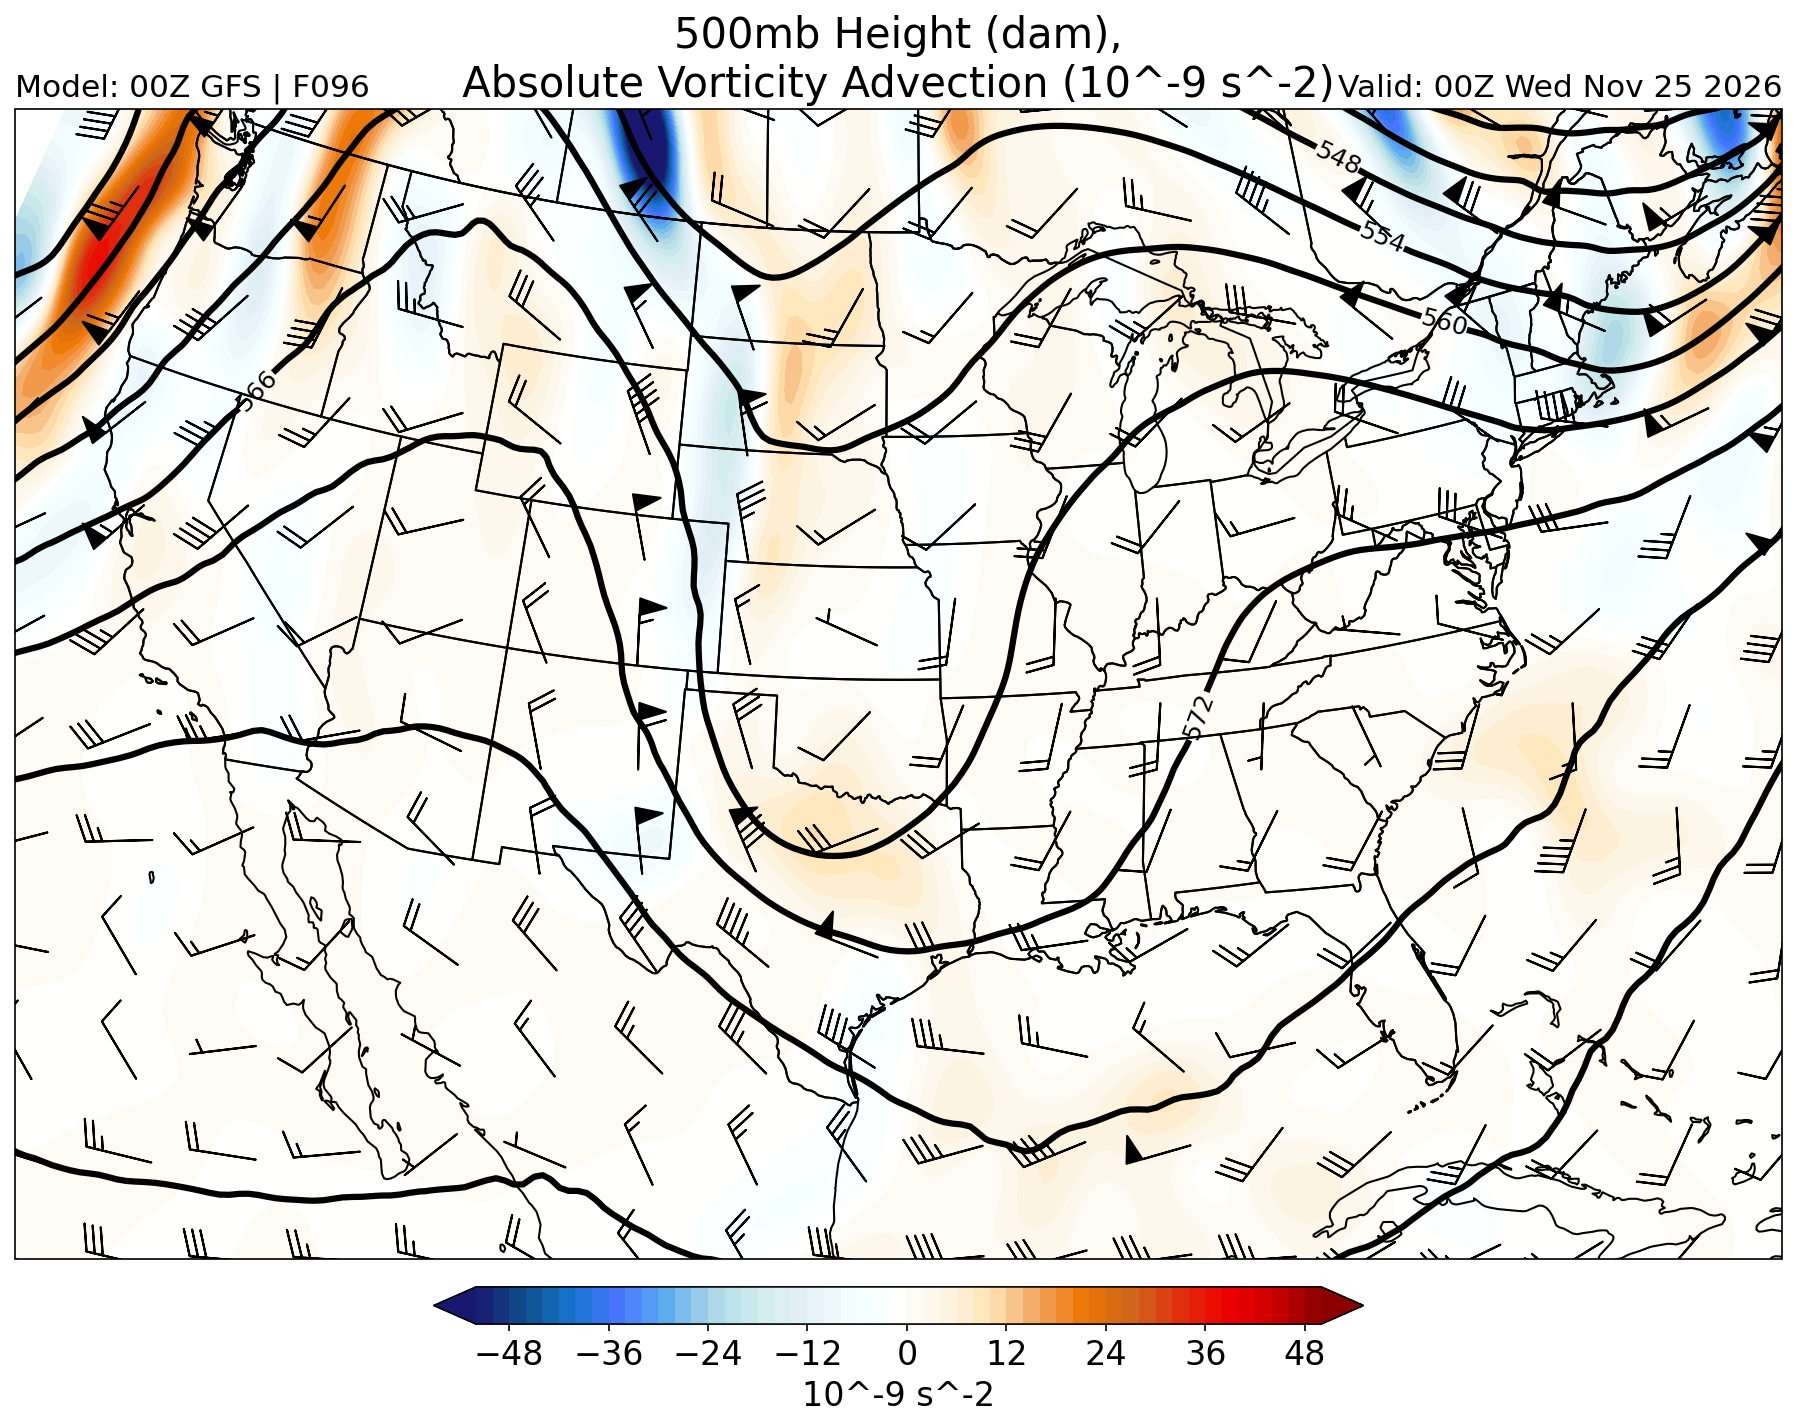 500mb Height (dam),
Absolute Vorticity Advection (10^-9 s^-2)
Model: 00Z GFS | F096
Valid: 00Z Wed Nov 25 2026
548
554
560
566
572
−48 −36 −24 −12 0 12 24 36 48
10^-9 s^-2